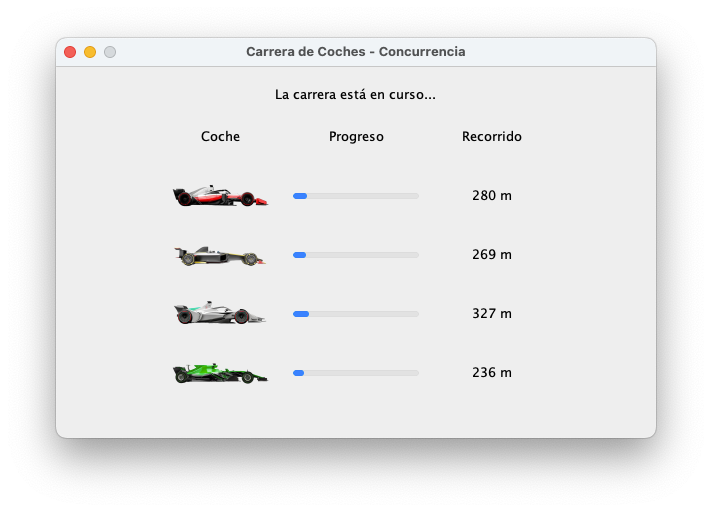 Carrera de Coches - Concurrencia
La carrera está en curso...
Coche Progreso Recorrido
280 m
269 m
327 m
236 m